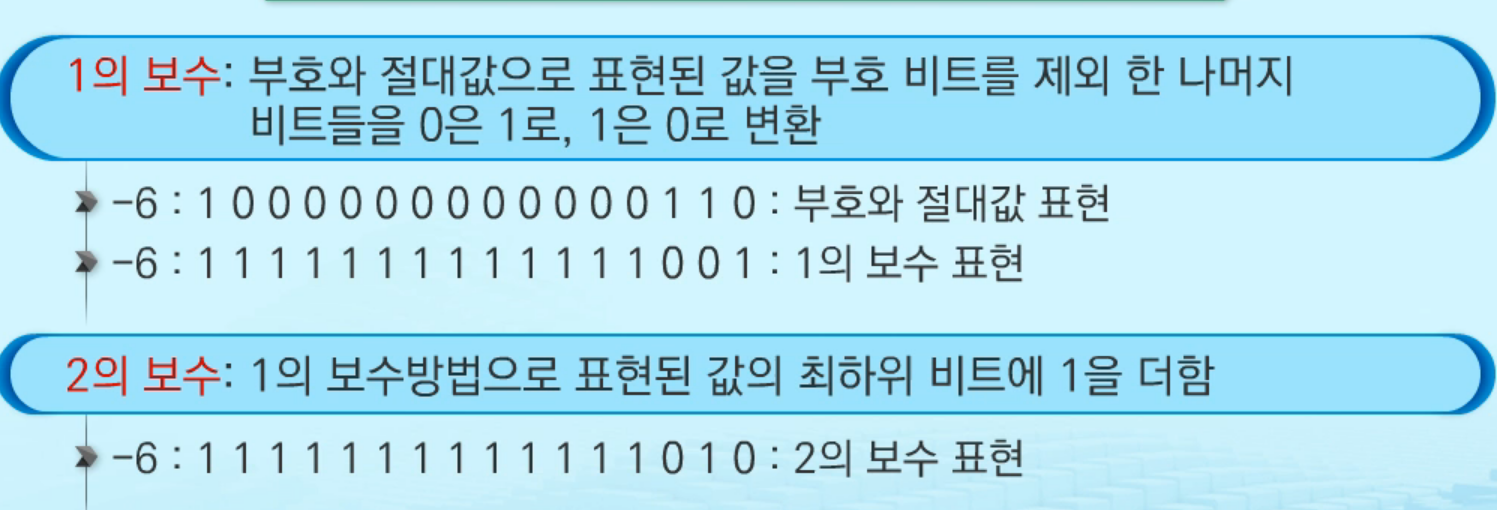 1의 보수: 부호와 절대값으로 표현된 값을 부호 비트를 제외 한 나머지
비트들을 0은 1로, 1은 0로 변환
-6 : 1 0 0 0 0 0 0 0 0 0 0 0 0 1 1 0 : 부호와 절대값 표현
-6 : 1 1 1 1 1 1 1 1 1 1 1 1 1 0 0 1 : 1의 보수 표현
2의 보수: 1의 보수방법으로 표현된 값의 최하위 비트에 1을 더함
-6 : 1 1 1 1 1 1 1 1 1 1 1 1 1 0 1 0 : 2의 보수 표현